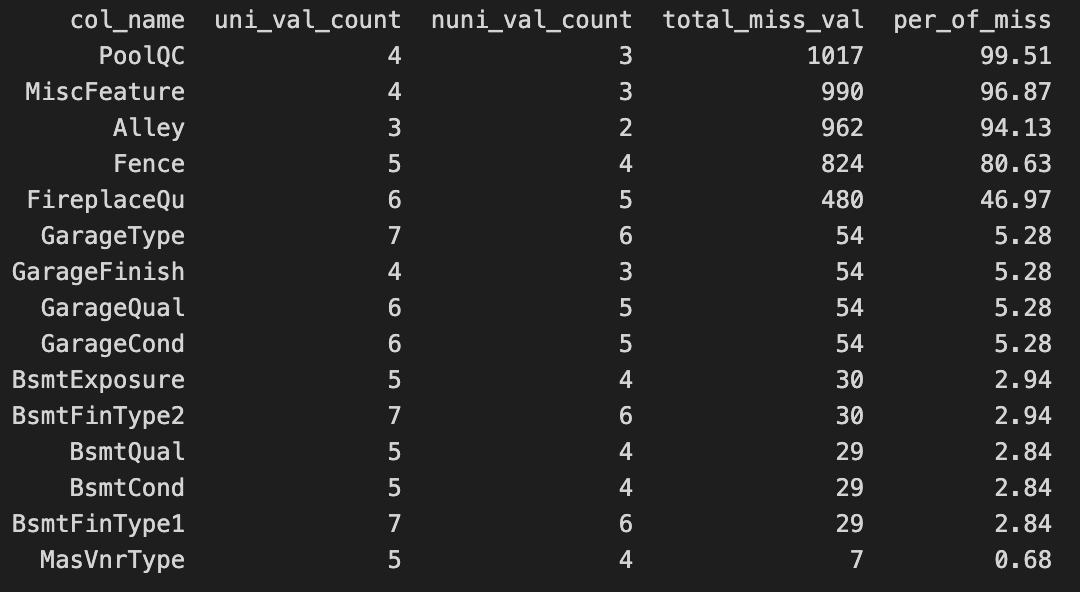 col_name uni_val_count nuni_val_count total_miss_val per_of_miss
PoolQC 4 3 1017 99.51
MiscFeature 4 3 990 96.87
Alley 3 2 962 94.13
Fence 5 4 824 80.63
FireplaceQu 6 5 480 46.97
GarageType 7 6 54 5.28
GarageFinish 4 3 54 5.28
GarageQual 6 5 54 5.28
GarageCond 6 5 54 5.28
BsmtExposure 5 4 30 2.94
BsmtFinType2 7 6 30 2.94
BsmtQual 5 4 29 2.84
BsmtCond 5 4 29 2.84
BsmtFinType1 7 6 29 2.84
MasVnrType 5 4 7 0.68